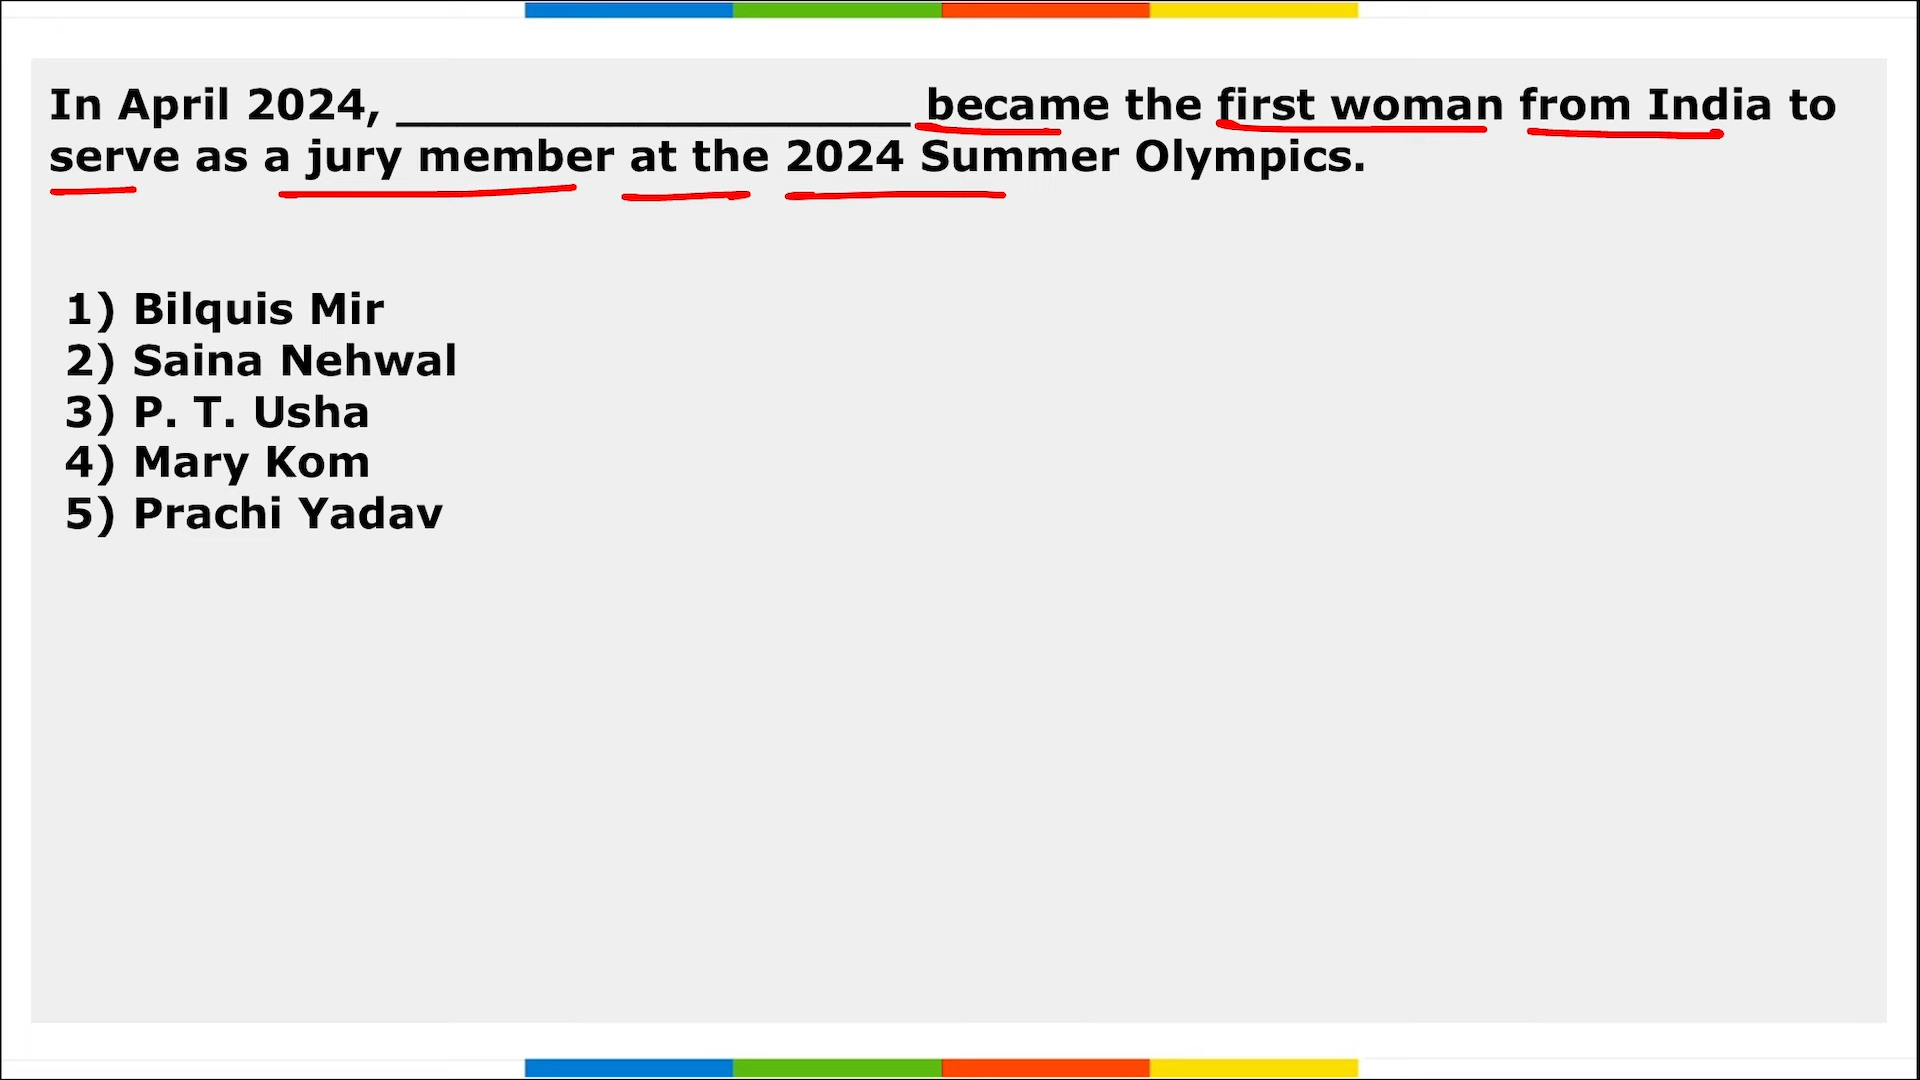 In April 2024, __________________ became the first woman from India to
serve as a jury member at the 2024 Summer Olympics.
1) Bilquis Mir
2) Saina Nehwal
3) P. T. Usha
4) Mary Kom
5) Prachi Yadav